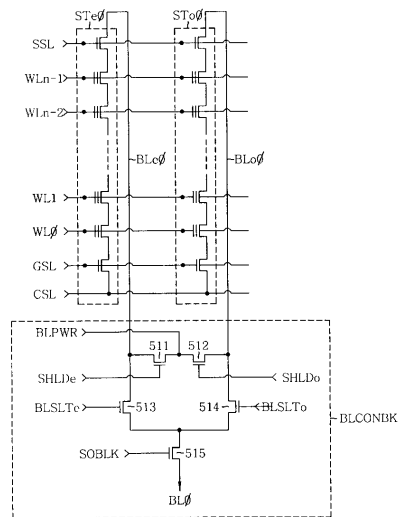 STeØ SToØ
SSL
WLn-1
WLn-2
BLeØ BLoØ
WL1
WLØ
GSL
CSL
BLPWR
511 512
SHLDe SHLDo
BLSLTe 513 514 BLSLTo
BLCONBK
SOBLK 515
BLØ